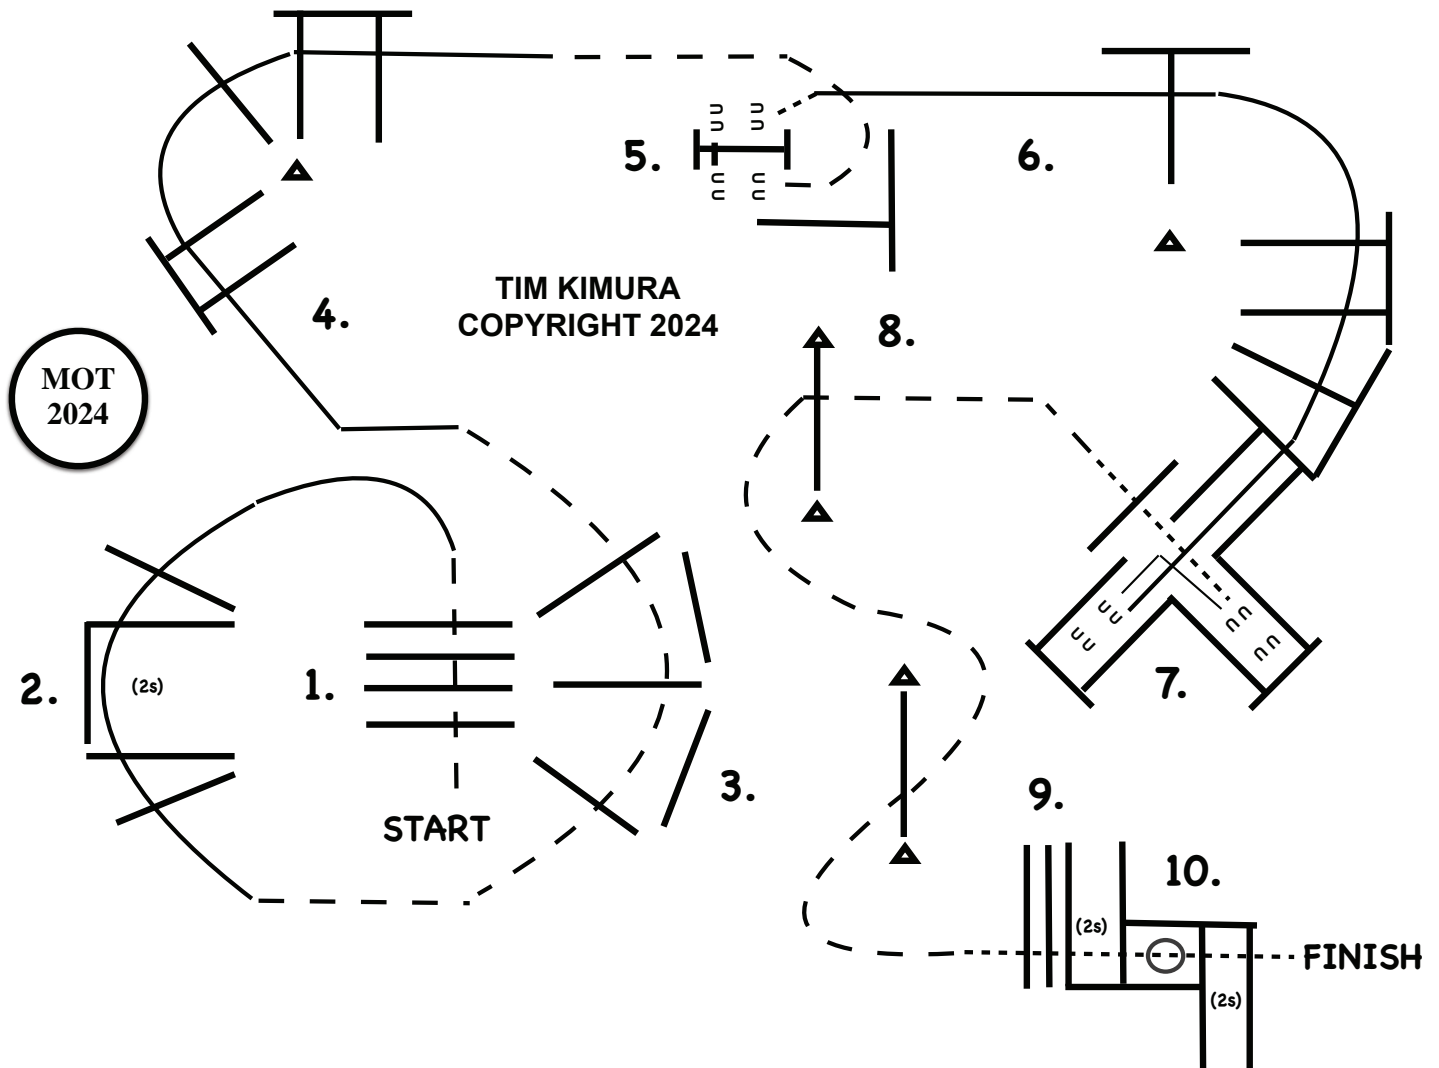 5.
6.
TIM KIMURA
COPYRIGHT 2024
4.
8.
MOT
2024
2.
(2s)
1.
7.
3.
START
9.
10.
(2s)
FINISH
(2s)